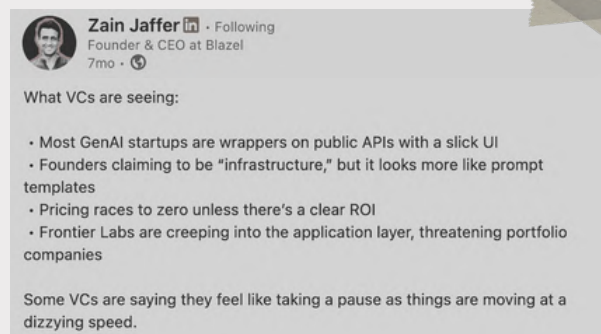 Zain Jaffer in · Following
Founder & CEO at Blazel
7mo ·
What VCs are seeing:
• Most GenAI startups are wrappers on public APIs with a slick UI
• Founders claiming to be “infrastructure,” but it looks more like prompt
templates
• Pricing races to zero unless there’s a clear ROI
• Frontier Labs are creeping into the application layer, threatening portfolio
companies
Some VCs are saying they feel like taking a pause as things are moving at a
dizzying speed.